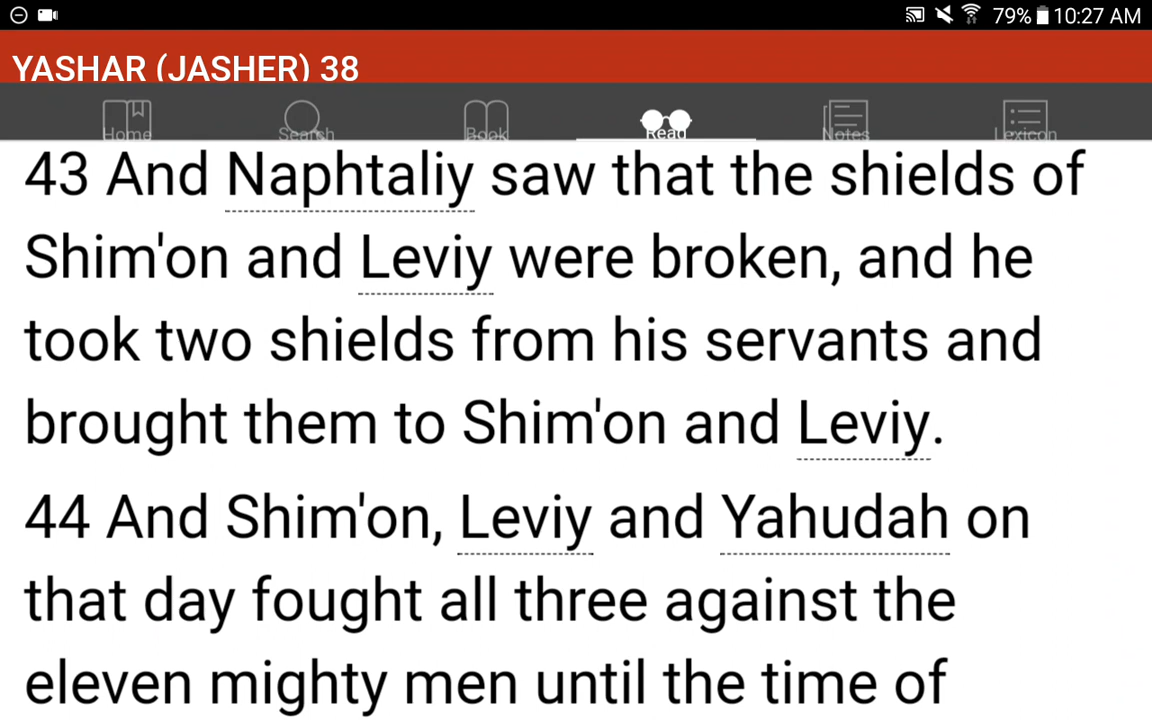 79% 10:27 AM
YASHAR (JASHER) 38
Home Search Book Read Notes Lexicon
43 And Naphtaliy saw that the shields of
Shim'on and Leviy were broken, and he
took two shields from his servants and
brought them to Shim'on and Leviy.
44 And Shim'on, Leviy and Yahudah on
that day fought all three against the
eleven mighty men until the time of